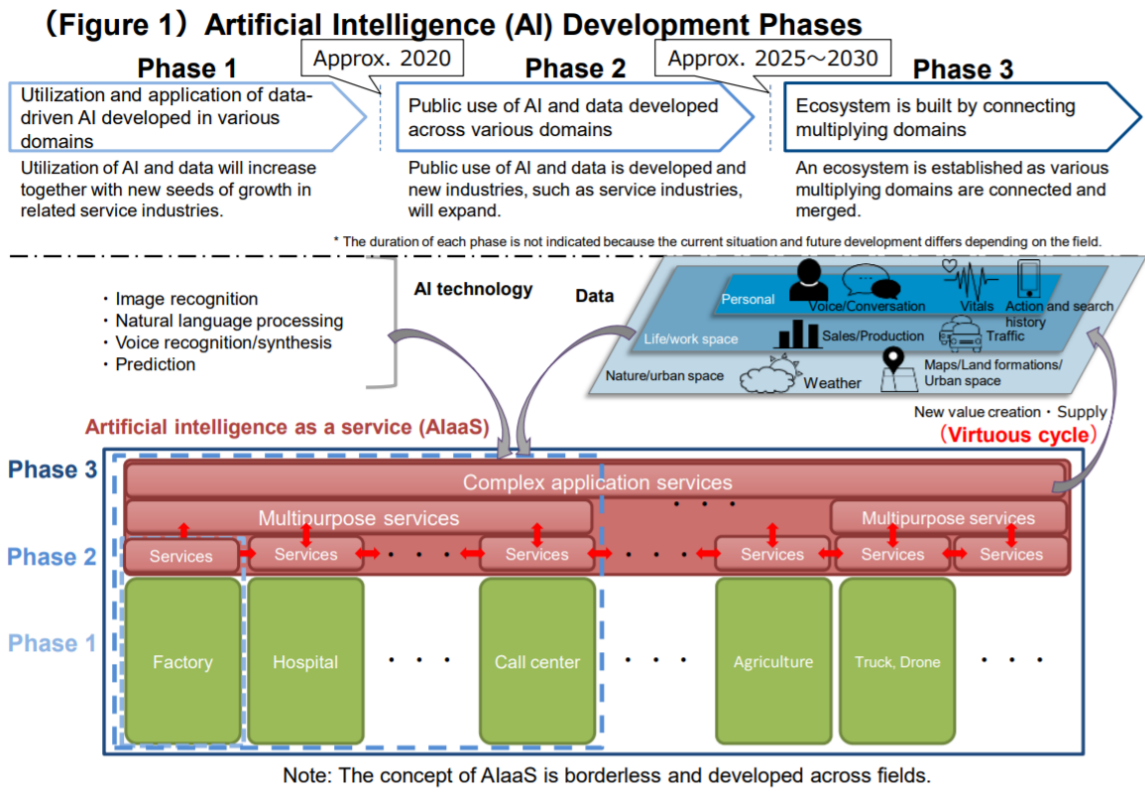 （Figure 1）Artificial Intelligence (AI) Development Phases
Phase 1
Approx. 2020
Phase 2
Approx. 2025～2030
Phase 3
Utilization and application of data-
driven AI developed in various
domains
Public use of AI and data developed
across various domains
Ecosystem is built by connecting
multiplying domains
Utilization of AI and data will increase
together with new seeds of growth in
related service industries.
Public use of AI and data is developed and
new industries, such as service industries,
will expand.
An ecosystem is established as various
multiplying domains are connected and
merged.
* The duration of each phase is not indicated because the current situation and future development differs depending on the field.
・Image recognition
・Natural language processing
・Voice recognition/synthesis
・Prediction
AI technology
Data
Personal
Voice/Conversation
Vitals
Action and search
history
Life/work space
Sales/Production
Traffic
Nature/urban space
Weather
Maps/Land formations/
Urban space
New value creation・Supply
（Virtuous cycle）
Artificial intelligence as a service (AIaaS)
Phase 3
Complex application services
・・・
Multipurpose services
Multipurpose services
Phase 2
Services
Services
・・・
Services
・・・
Services
Services
Services
Phase 1
Factory
Hospital
・・・
Call center
・・・
Agriculture
Truck, Drone
・・・
Note: The concept of AIaaS is borderless and developed across fields.